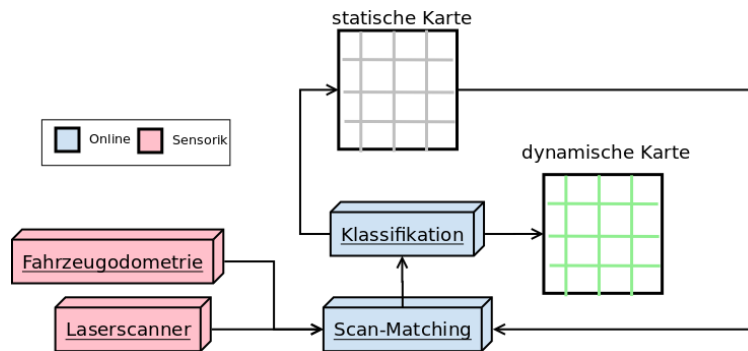 statische Karte
Online
Sensorik
dynamische Karte
Klassifikation
Fahrzeugodometrie
Laserscanner
Scan-Matching